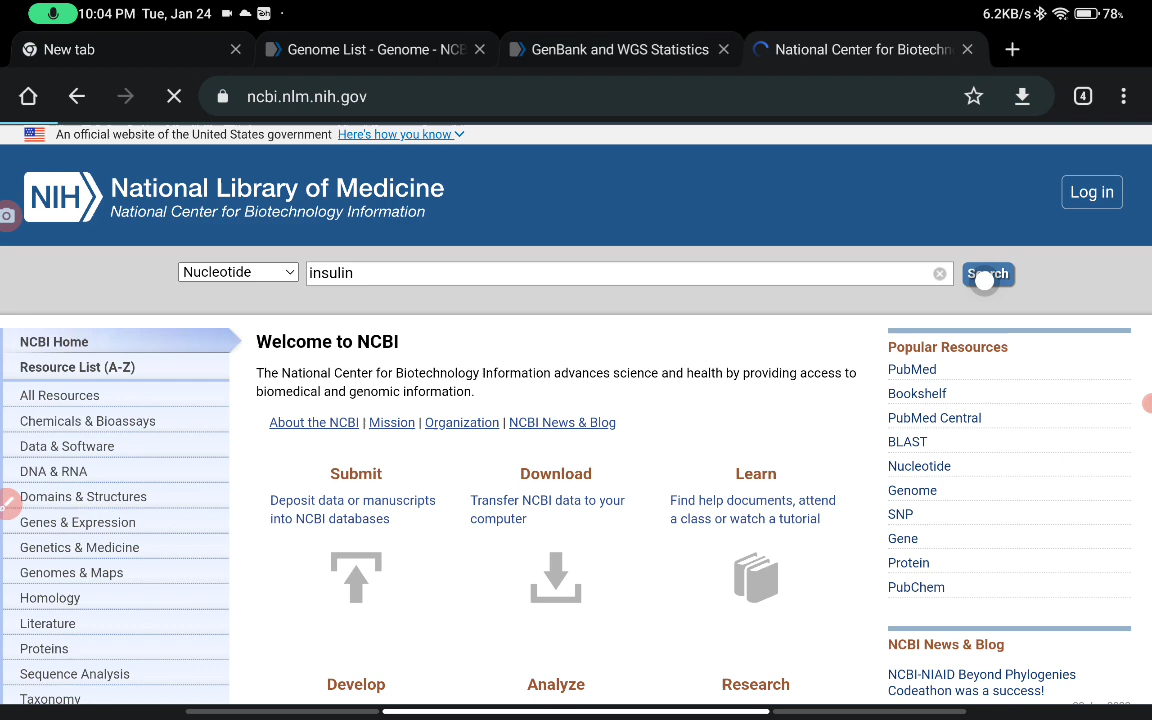 10:04 PM Tue, Jan 24
6.2KB/s 78%
New tab
Genome List - Genome - NCB
GenBank and WGS Statistics
National Center for Biotechn
ncbi.nlm.nih.gov
4
An official website of the United States government Here's how you know
NIH National Library of Medicine
National Center for Biotechnology Information
Log in
Nucleotide insulin Search
NCBI Home
Resource List (A-Z)
All Resources
Chemicals & Bioassays
Data & Software
DNA & RNA
Domains & Structures
Genes & Expression
Genetics & Medicine
Genomes & Maps
Homology
Literature
Proteins
Sequence Analysis
Taxonomy
Welcome to NCBI
The National Center for Biotechnology Information advances science and health by providing access to
biomedical and genomic information.
About the NCBI | Mission | Organization | NCBI News & Blog
Submit
Deposit data or manuscripts
into NCBI databases
Download
Transfer NCBI data to your
computer
Learn
Find help documents, attend
a class or watch a tutorial
Develop
Analyze
Research
Popular Resources
PubMed
Bookshelf
PubMed Central
BLAST
Nucleotide
Genome
SNP
Gene
Protein
PubChem
NCBI News & Blog
NCBI-NIAID Beyond Phylogenies
Codeathon was a success!